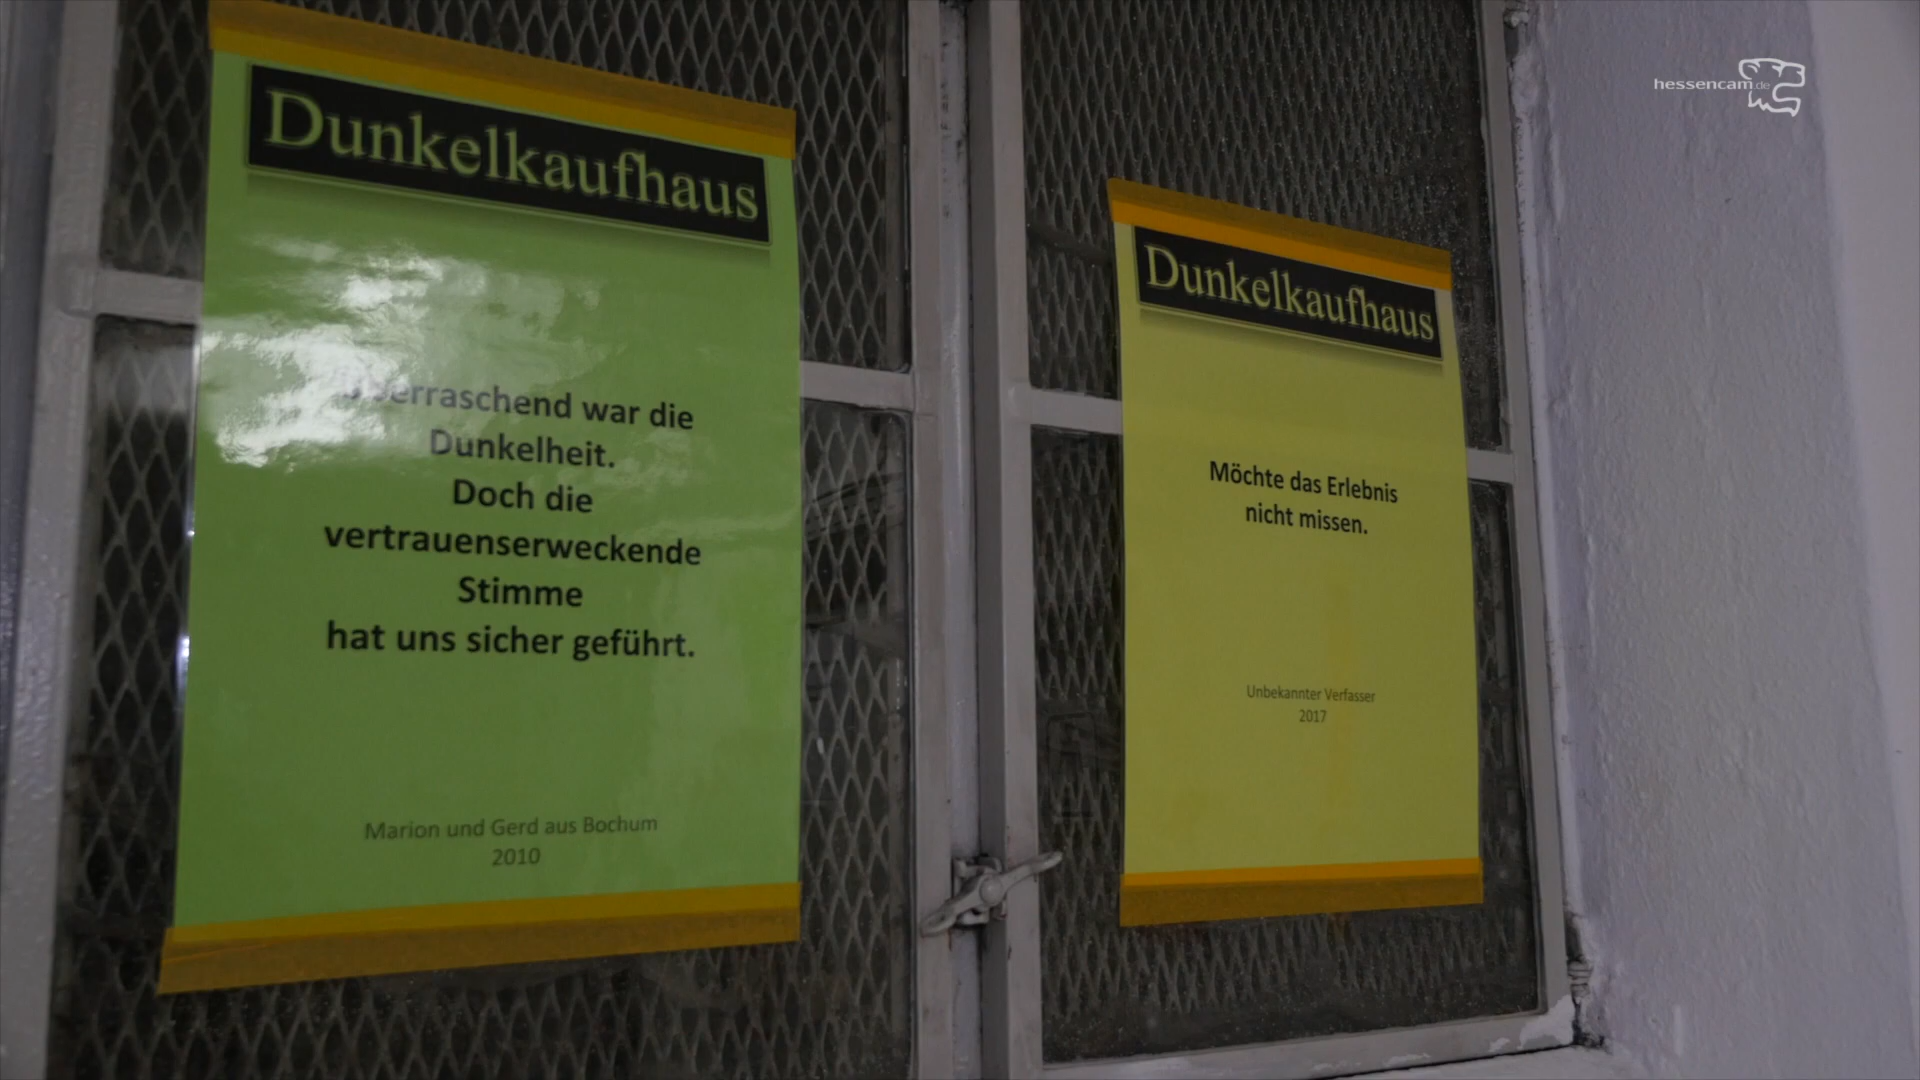 Dunkelkaufhaus
Überraschend war die
Dunkelheit.
Doch die
vertrauenserweckende
Stimme
hat uns sicher geführt.
Marion und Gerd aus Bochum
2010
Dunkelkaufhaus
Möchte das Erlebnis
nicht missen.
Unbekannter Verfasser
2017
hessencam.de